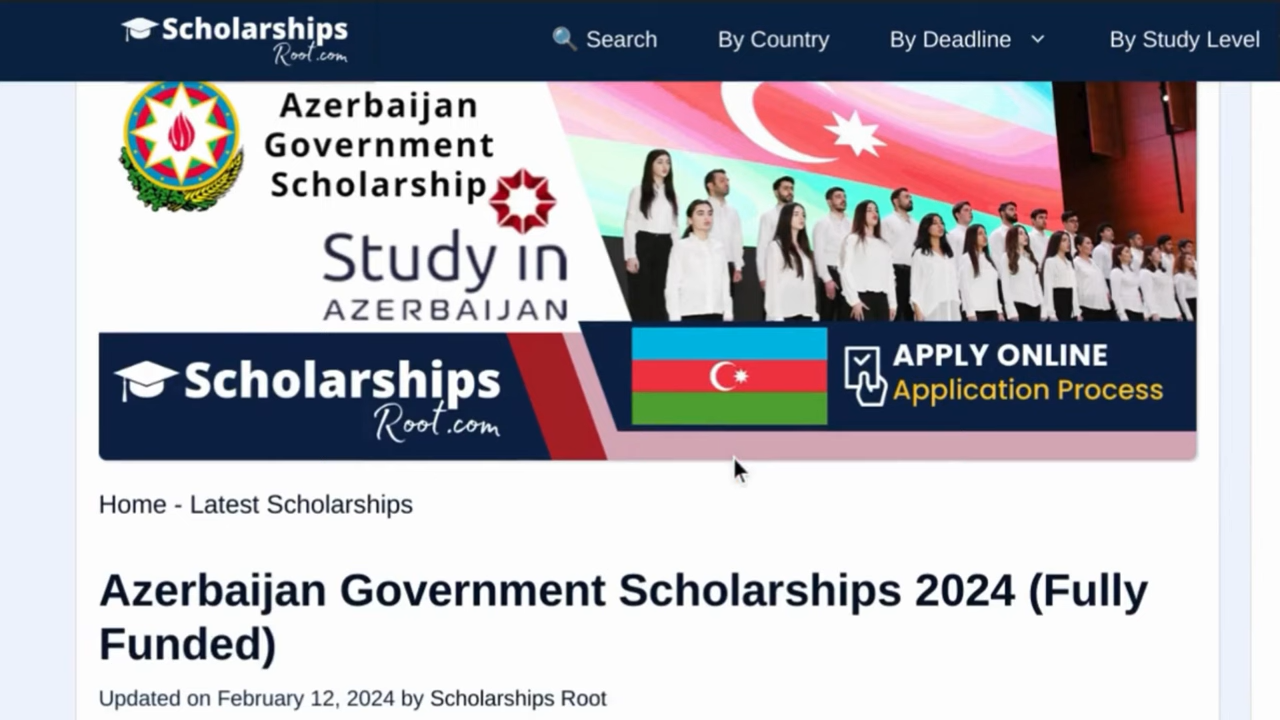 Scholarships
Root.com
🔍 Search
By Country
By Deadline
By Study Level
Azerbaijan
Government
Scholarship
Study in
AZERBAIJAN
Scholarships
Root.com
APPLY ONLINE
Application Process
Home - Latest Scholarships
Azerbaijan Government Scholarships 2024 (Fully
Funded)
Updated on February 12, 2024 by Scholarships Root